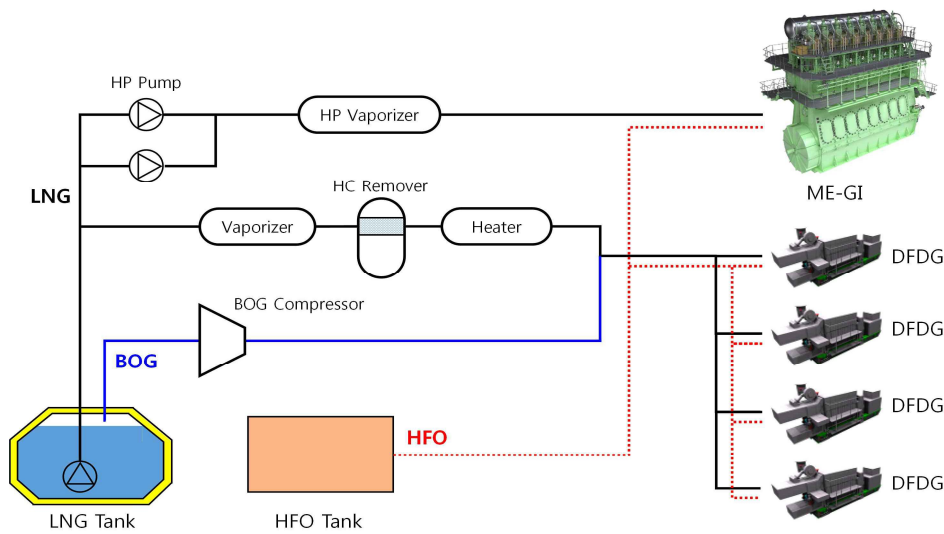 HP Pump
HP Vaporizer
ME-GI
LNG
HC Remover
Vaporizer
Heater
DFDG
BOG Compressor
DFDG
BOG
DFDG
HFO
DFDG
LNG Tank
HFO Tank